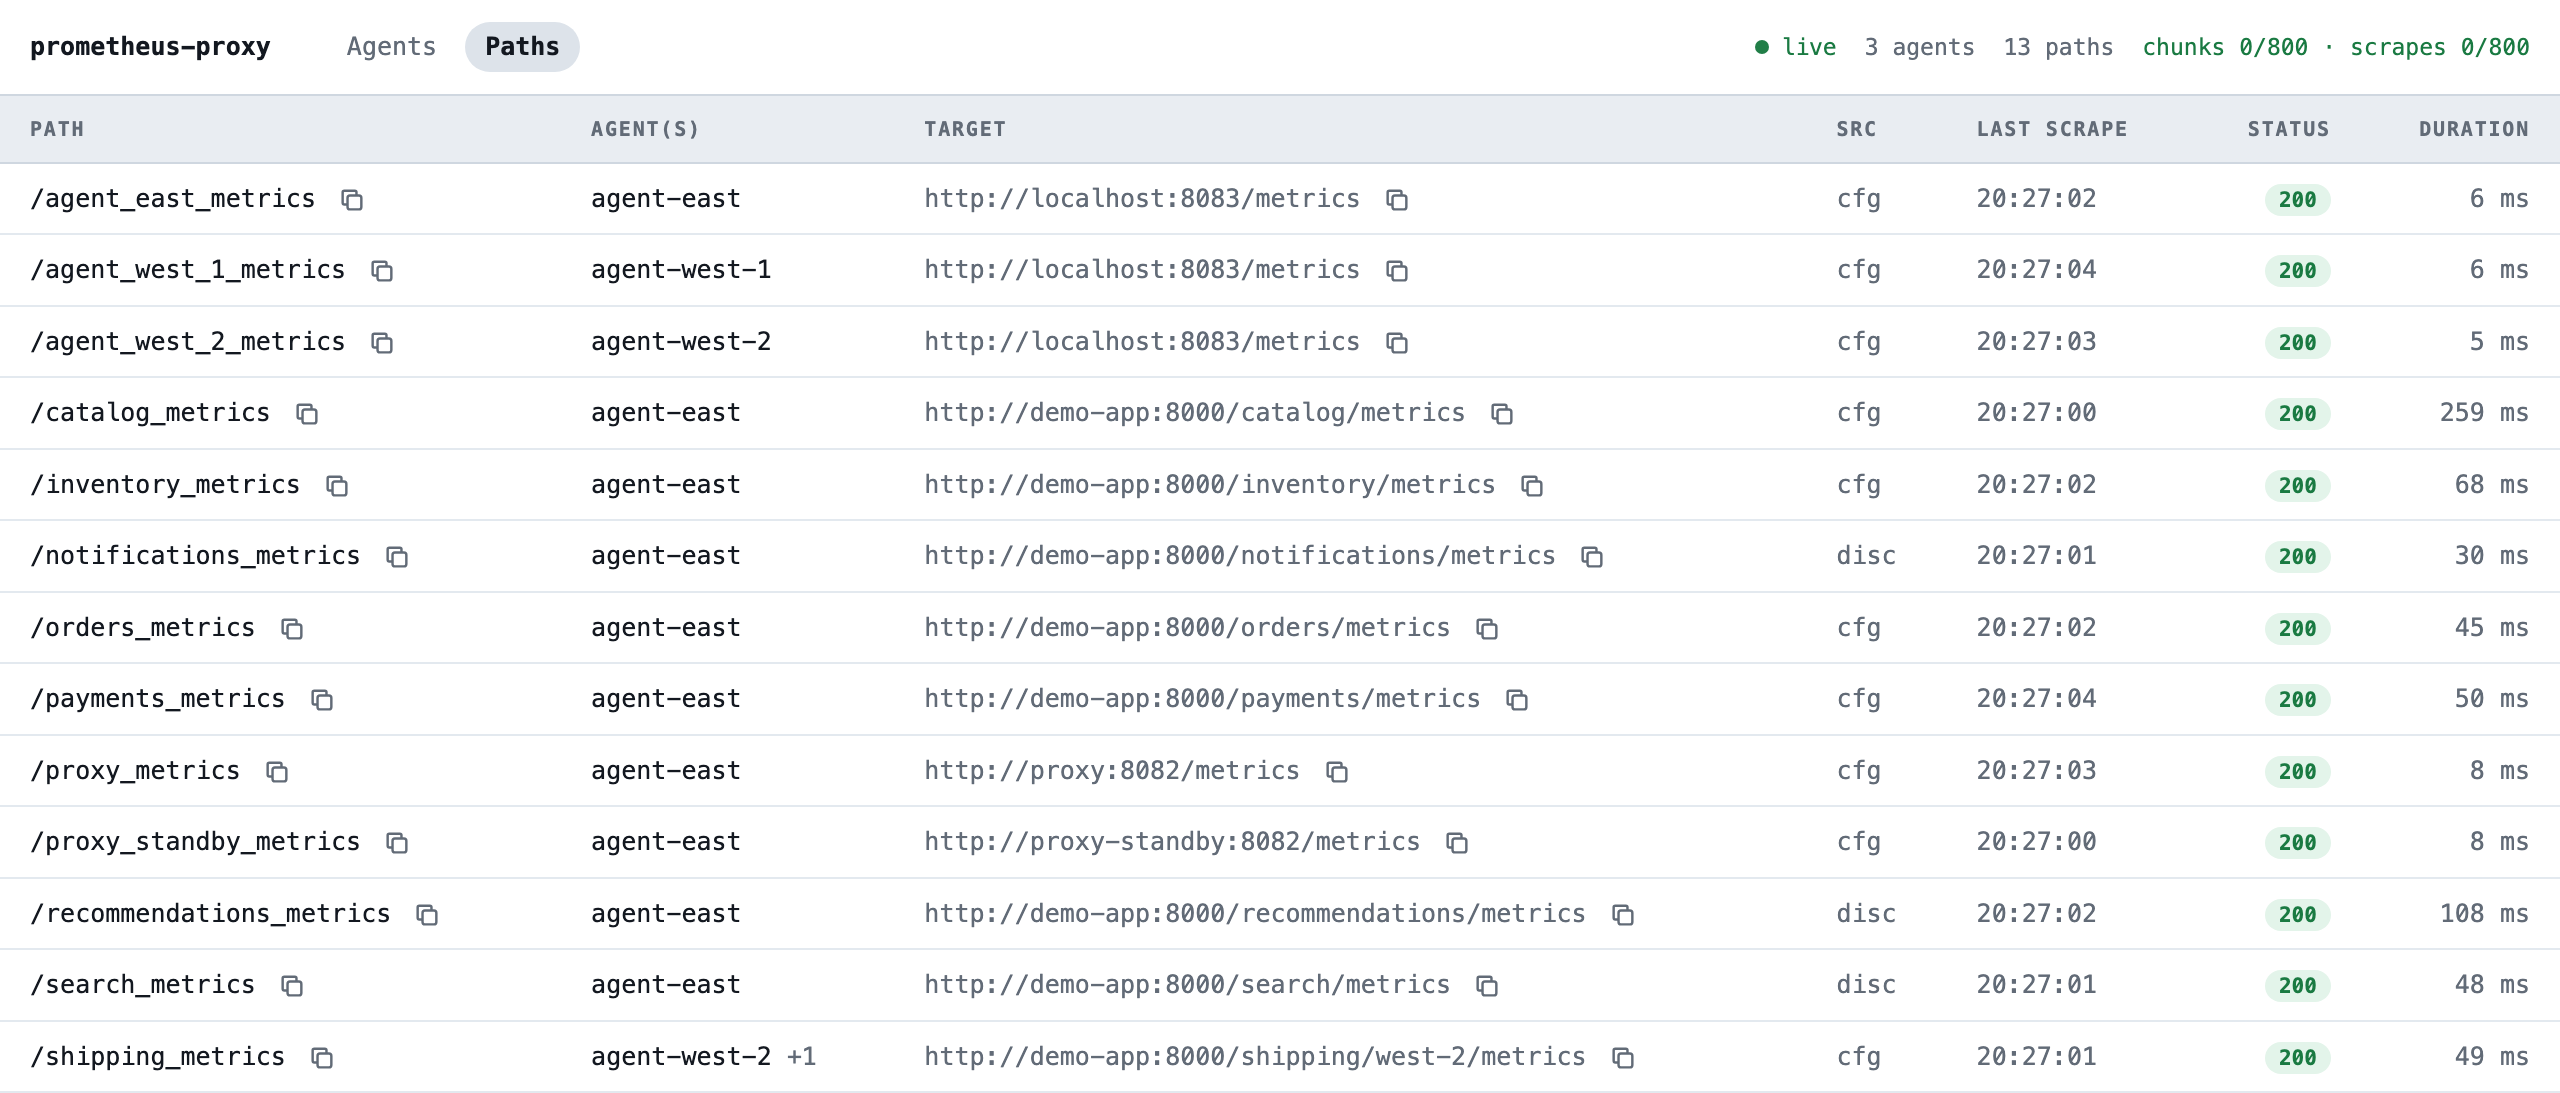 prometheus-proxy Agents Paths ● live 3 agents 13 paths chunks 0/800 · scrapes 0/800
PATH AGENT(S) TARGET SRC LAST SCRAPE STATUS DURATION
/agent_east_metrics agent-east http://localhost:8083/metrics cfg 20:27:02 200 6 ms
/agent_west_1_metrics agent-west-1 http://localhost:8083/metrics cfg 20:27:04 200 6 ms
/agent_west_2_metrics agent-west-2 http://localhost:8083/metrics cfg 20:27:03 200 5 ms
/catalog_metrics agent-east http://demo-app:8000/catalog/metrics cfg 20:27:00 200 259 ms
/inventory_metrics agent-east http://demo-app:8000/inventory/metrics cfg 20:27:02 200 68 ms
/notifications_metrics agent-east http://demo-app:8000/notifications/metrics disc 20:27:01 200 30 ms
/orders_metrics agent-east http://demo-app:8000/orders/metrics cfg 20:27:02 200 45 ms
/payments_metrics agent-east http://demo-app:8000/payments/metrics cfg 20:27:04 200 50 ms
/proxy_metrics agent-east http://proxy:8082/metrics cfg 20:27:03 200 8 ms
/proxy_standby_metrics agent-east http://proxy-standby:8082/metrics cfg 20:27:00 200 8 ms
/recommendations_metrics agent-east http://demo-app:8000/recommendations/metrics disc 20:27:02 200 108 ms
/search_metrics agent-east http://demo-app:8000/search/metrics disc 20:27:01 200 48 ms
/shipping_metrics agent-west-2 +1 http://demo-app:8000/shipping/west-2/metrics cfg 20:27:01 200 49 ms